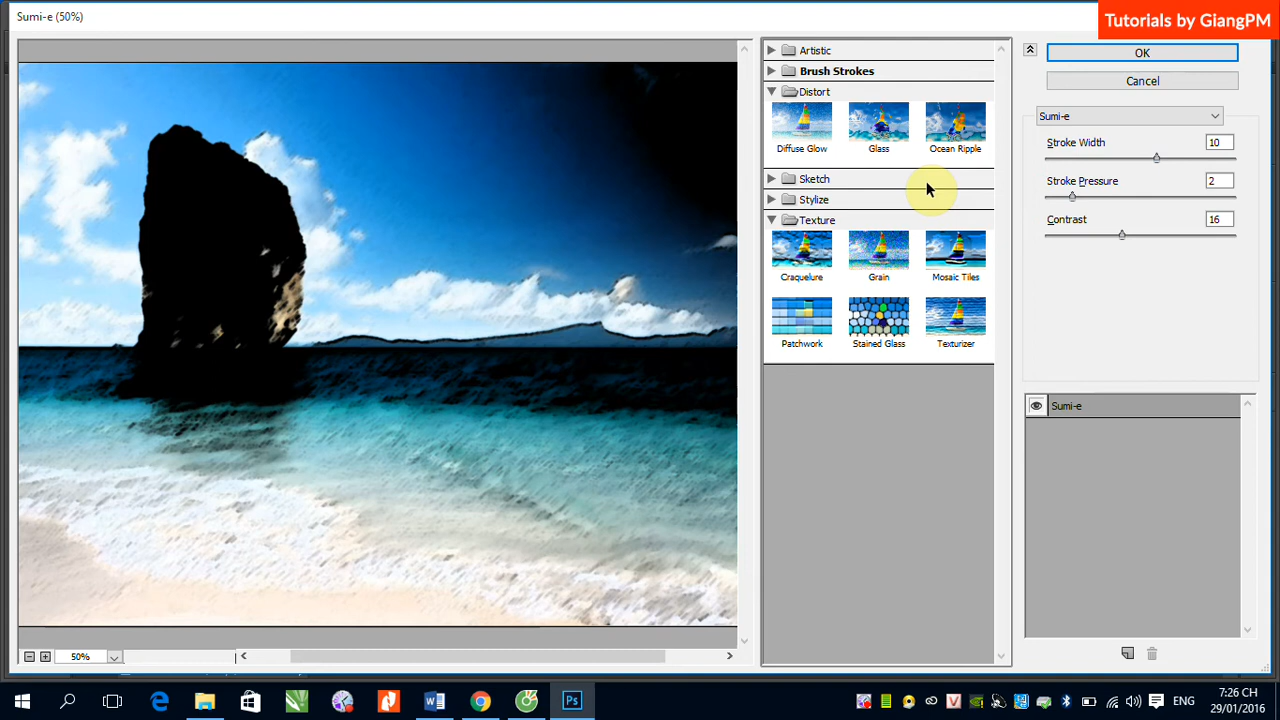 Sumi-e (50%)
Tutorials by GiangPM
Artistic
Brush Strokes
Distort
Diffuse Glow
Glass
Ocean Ripple
Sketch
Stylize
Texture
Craquelure
Grain
Mosaic Tiles
Patchwork
Stained Glass
Texturizer
OK
Cancel
Sumi-e
Stroke Width
10
Stroke Pressure
2
Contrast
16
Sumi-e
50%
ENG
7:26 CH
29/01/2016